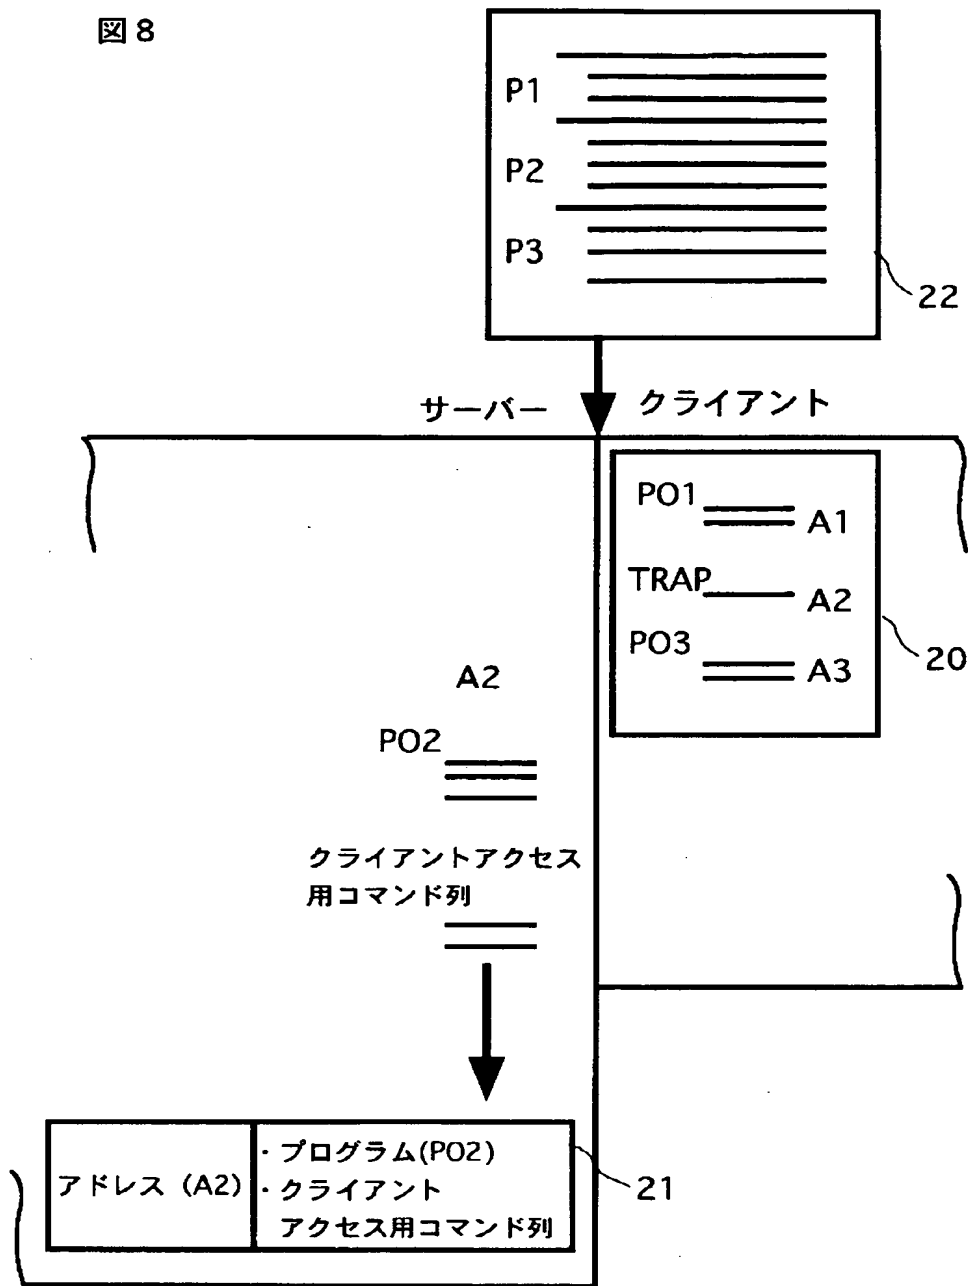 図8
P1
P2
P3
22
サーバー
クライアント
PO1
A1
TRAP
A2
PO3
A3
20
A2
PO2
クライアントアクセス
用コマンド列
アドレス (A2)
・プログラム(PO2)
・クライアント
アクセス用コマンド列
21